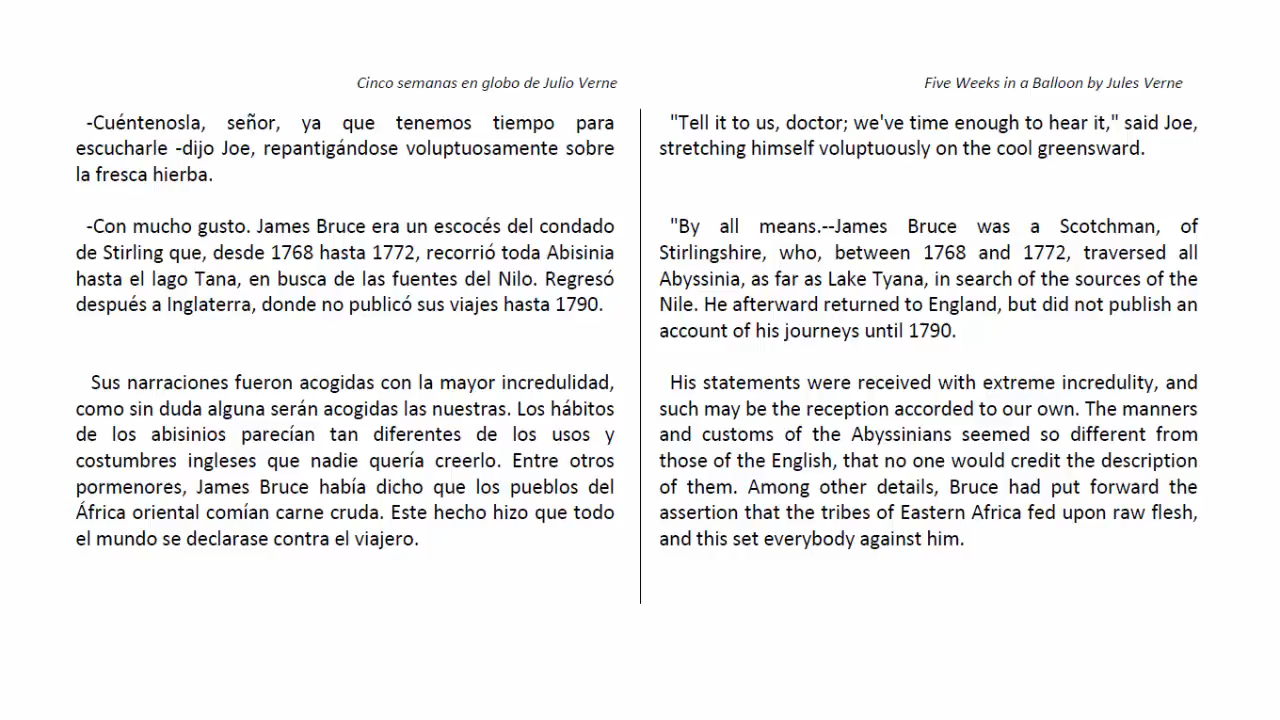 Cinco semanas en globo de Julio Verne
-Cuéntenosla, señor, ya que tenemos tiempo para
escucharle -dijo Joe, repantigándose voluptuosamente sobre
la fresca hierba.
-Con mucho gusto. James Bruce era un escocés del condado
de Stirling que, desde 1768 hasta 1772, recorrió toda Abisinia
hasta el lago Tana, en busca de las fuentes del Nilo. Regresó
después a Inglaterra, donde no publicó sus viajes hasta 1790.
Sus narraciones fueron acogidas con la mayor incredulidad,
como sin duda alguna serán acogidas las nuestras. Los hábitos
de los abisinios parecían tan diferentes de los usos y
costumbres ingleses que nadie quería creerlo. Entre otros
pormenores, James Bruce había dicho que los pueblos del
África oriental comían carne cruda. Este hecho hizo que todo
el mundo se declarase contra el viajero.
Five Weeks in a Balloon by Jules Verne
"Tell it to us, doctor; we've time enough to hear it," said Joe,
stretching himself voluptuously on the cool greensward.
"By all means.--James Bruce was a Scotchman, of
Stirlingshire, who, between 1768 and 1772, traversed all
Abyssinia, as far as Lake Tyana, in search of the sources of the
Nile. He afterward returned to England, but did not publish an
account of his journeys until 1790.
His statements were received with extreme incredulity, and
such may be the reception accorded to our own. The manners
and customs of the Abyssinians seemed so different from
those of the English, that no one would credit the description
of them. Among other details, Bruce had put forward the
assertion that the tribes of Eastern Africa fed upon raw flesh,
and this set everybody against him.